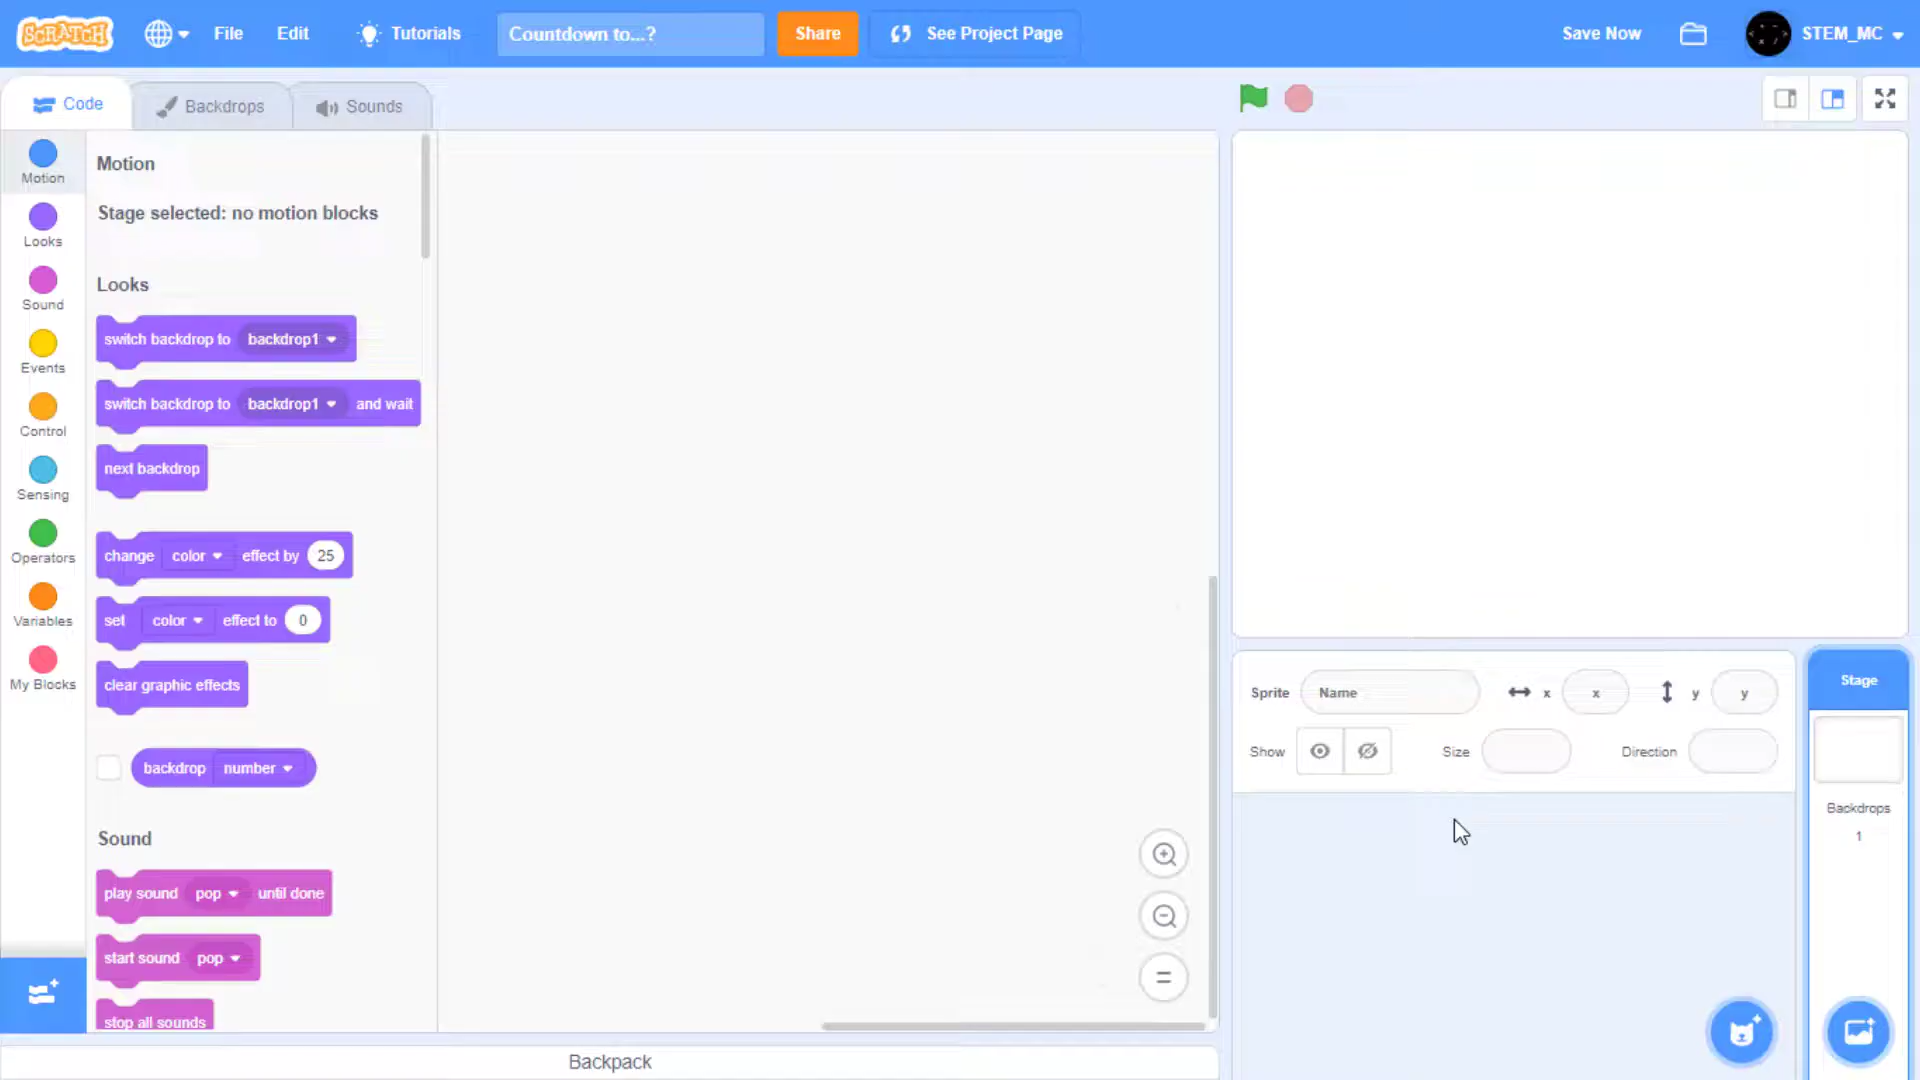 SCRATCH
File
Edit
Tutorials
Countdown to...?
Share
See Project Page
Save Now
STEM_MC
Code
Backdrops
Sounds
Motion
Looks
Sound
Events
Control
Sensing
Operators
Variables
My Blocks
Motion
Stage selected: no motion blocks
Looks
switch backdrop to backdrop1
switch backdrop to backdrop1 and wait
next backdrop
change color effect by 25
set color effect to 0
clear graphic effects
backdrop number
Sound
play sound pop until done
start sound pop
stop all sounds
Backpack
Sprite Name x x y y
Show Size Direction
Stage
Backdrops
1